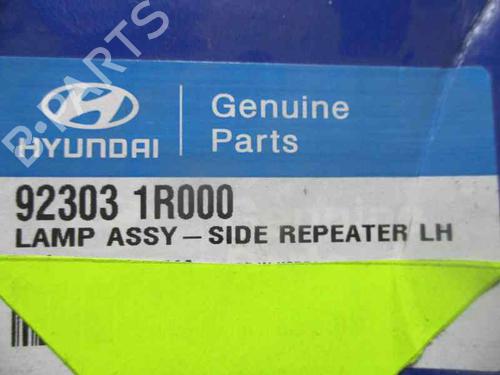 Genuine
Parts
HYUNDAI
B-PARTS
92303 1R000
LAMP ASSY-SIDE REPEATER LH